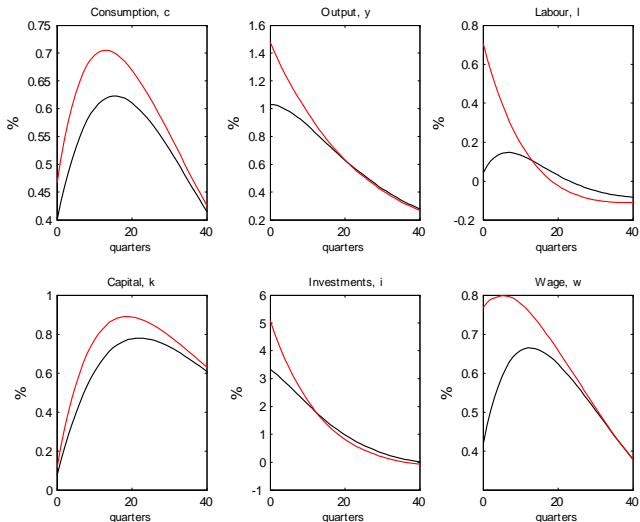 Consumption, c
0.75
0.7
0.65
0.6
0.55
0.5
0.45
0.4
%
0 20 40
quarters
Output, y
1.6
1.4
1.2
1
0.8
0.6
0.4
0.2
%
0 20 40
quarters
Labour, l
0.8
0.6
0.4
0.2
0
-0.2
%
0 20 40
quarters
Capital, k
1
0.8
0.6
0.4
0.2
0
%
0 20 40
quarters
Investments, i
6
5
4
3
2
1
0
-1
%
0 20 40
quarters
Wage, w
0.8
0.7
0.6
0.5
0.4
%
0 20 40
quarters